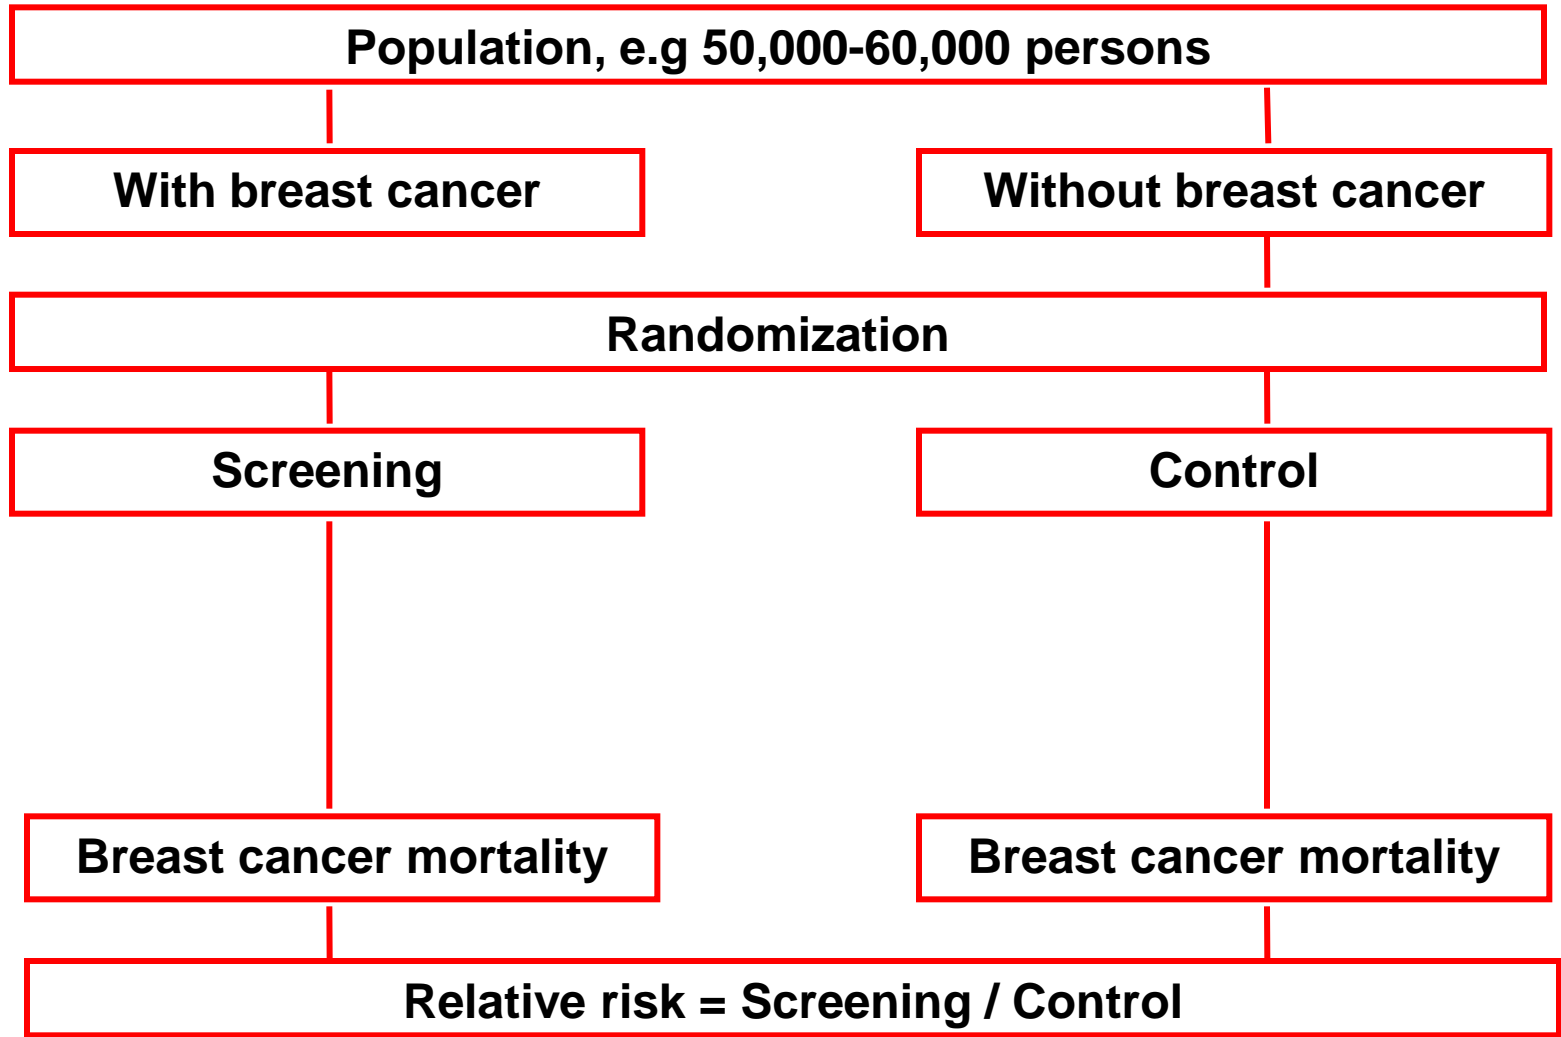 Population, e.g 50,000-60,000 persons
With breast cancer
Without breast cancer
Randomization
Screening
Control
Breast cancer mortality
Breast cancer mortality
Relative risk = Screening / Control